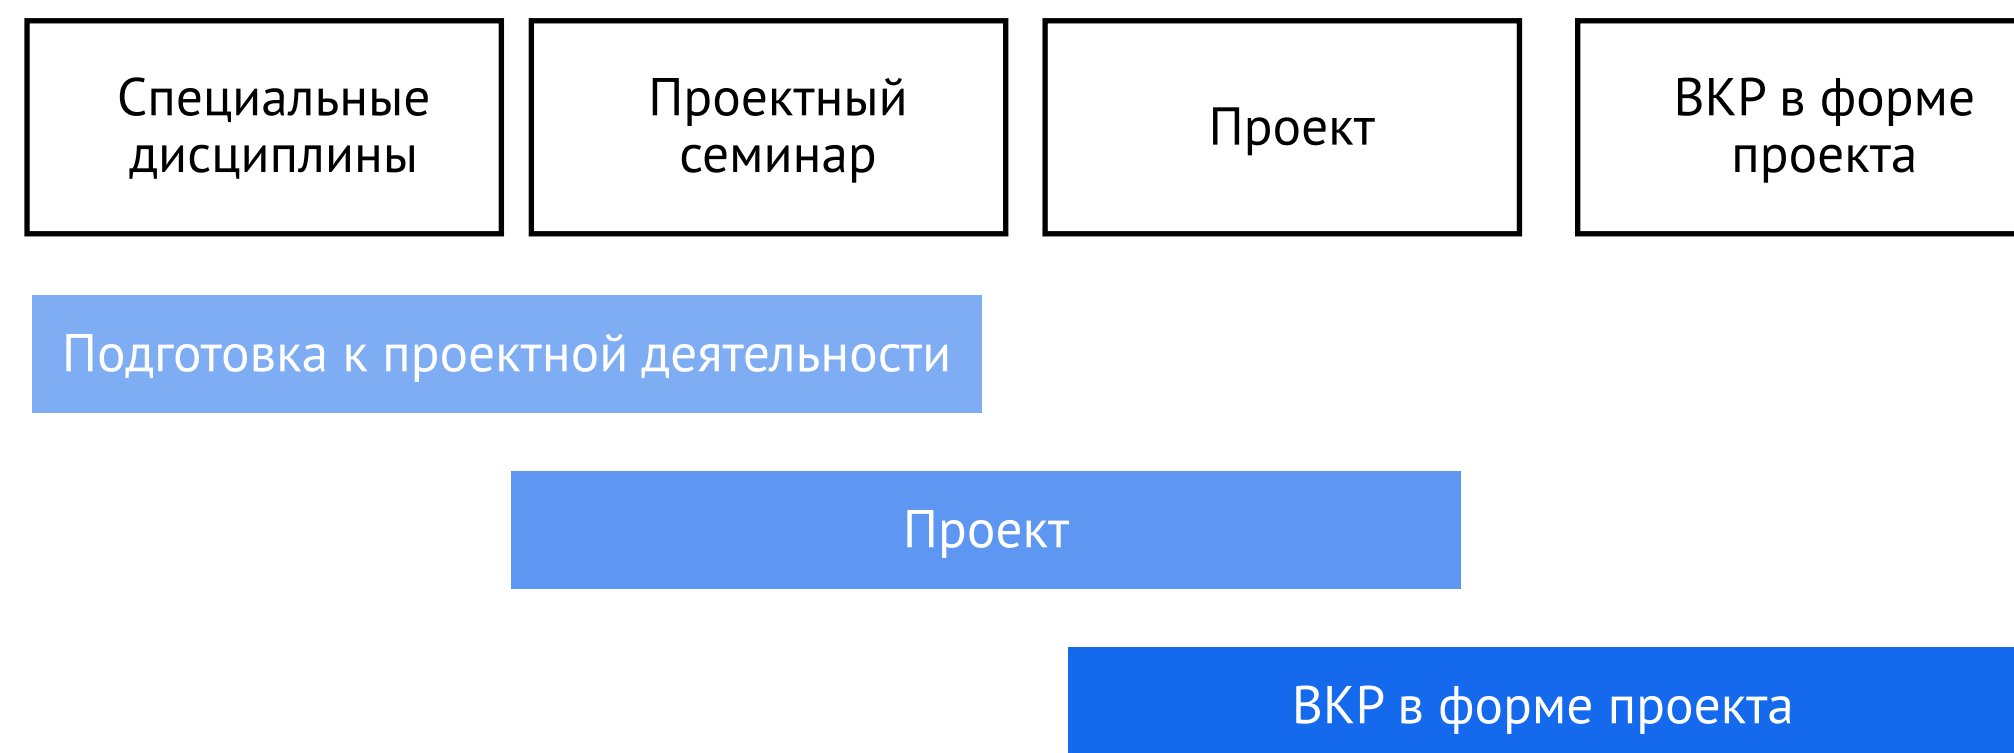 Специальные
дисциплины
Проектный
семинар
Проект
ВКР в форме
проекта
Подготовка к проектной деятельности
Проект
ВКР в форме проекта